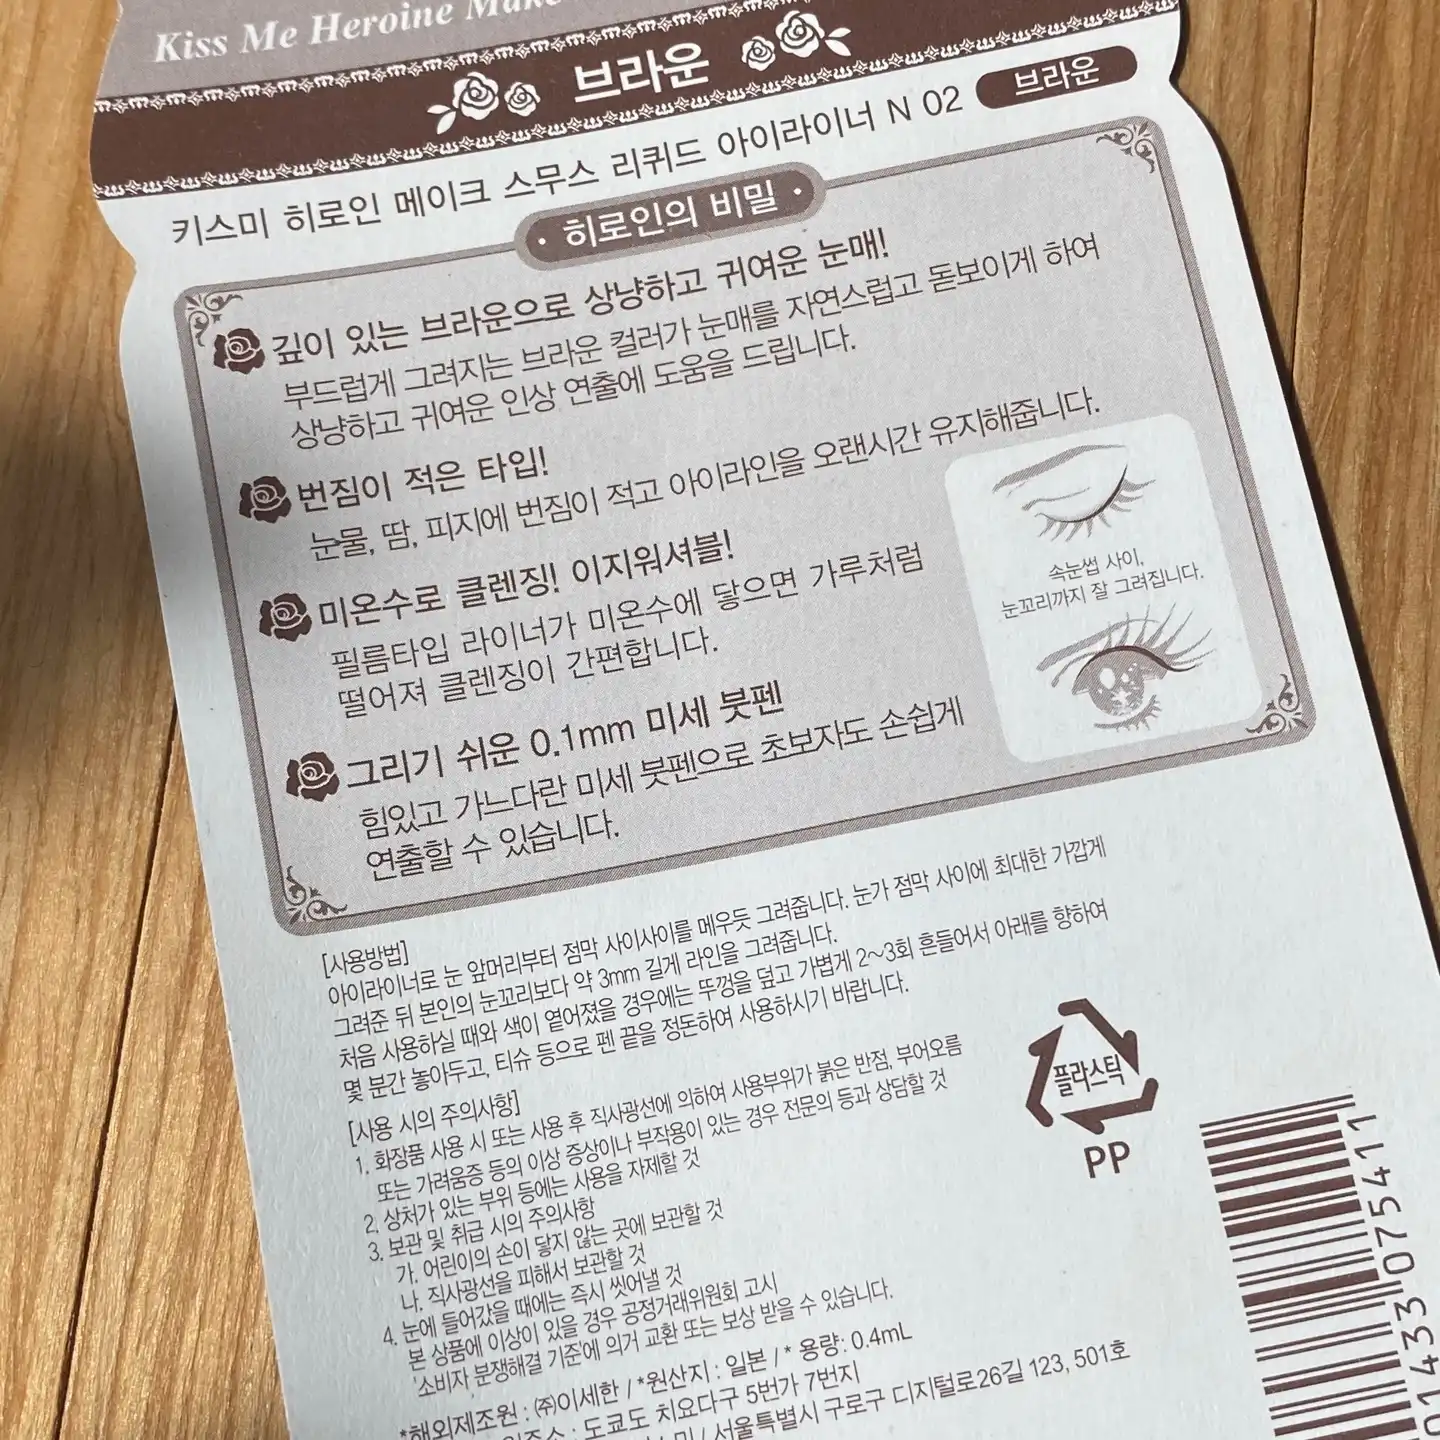 Kiss Me Heroine Make
브라운
키스미 히로인 메이크 스무스 리퀴드 아이라이너 N 02 브라운
· 히로인의 비밀 ·
깊이 있는 브라운으로 상냥하고 귀여운 눈매!
부드럽게 그려지는 브라운 컬러가 눈매를 자연스럽고 돋보이게 하여
상냥하고 귀여운 인상 연출에 도움을 드립니다.
번짐이 적은 타입!
눈물, 땀, 피지에 번짐이 적고 아이라인을 오랜시간 유지해줍니다.
미온수로 클렌징! 이지워셔블!
필름타입 라이너가 미온수에 닿으면 가루처럼
떨어져 클렌징이 간편합니다.
그리기 쉬운 0.1mm 미세 붓펜
힘있고 가느다란 미세 붓펜으로 초보자도 손쉽게
연출할 수 있습니다.
속눈썹 사이,
눈꼬리까지 잘 그려집니다.
[사용방법]
아이라이너로 눈 앞머리부터 점막 사이사이를 메우듯 그려줍니다. 눈가 점막 사이에 최대한 가깝게
그려준 뒤 본인의 눈꼬리보다 약 3mm 길게 라인을 그려줍니다.
처음 사용하실 때와 색이 옅어졌을 경우에는 뚜껑을 덮고 가볍게 2~3회 흔들어서 아래를 향하여
몇 분간 놓아두고, 티슈 등으로 펜 끝을 정돈하여 사용하시기 바랍니다.
[사용 시의 주의사항]
1. 화장품 사용 시 또는 사용 후 직사광선에 의하여 사용부위가 붉은 반점, 부어오름
또는 가려움증 등의 이상 증상이나 부작용이 있는 경우 전문의 등과 상담할 것
2. 상처가 있는 부위 등에는 사용을 자제할 것
3. 보관 및 취급 시의 주의사항
가. 어린이의 손이 닿지 않는 곳에 보관할 것
나. 직사광선을 피해서 보관할 것
4. 눈에 들어갔을 때에는 즉시 씻어낼 것
본 상품에 이상이 있을 경우 공정거래위원회 고시
'소비자 분쟁해결 기준'에 의거 교환 또는 보상 받을 수 있습니다.
*해외제조원 : ㈜이세한 / *원산지 : 일본 / * 용량: 0.4mL
주소 : 도쿄도 치요다구 5번가 7번지
/ 서울특별시 구로구 디지털로26길 123, 501호
플라스틱
PP
01433 075411